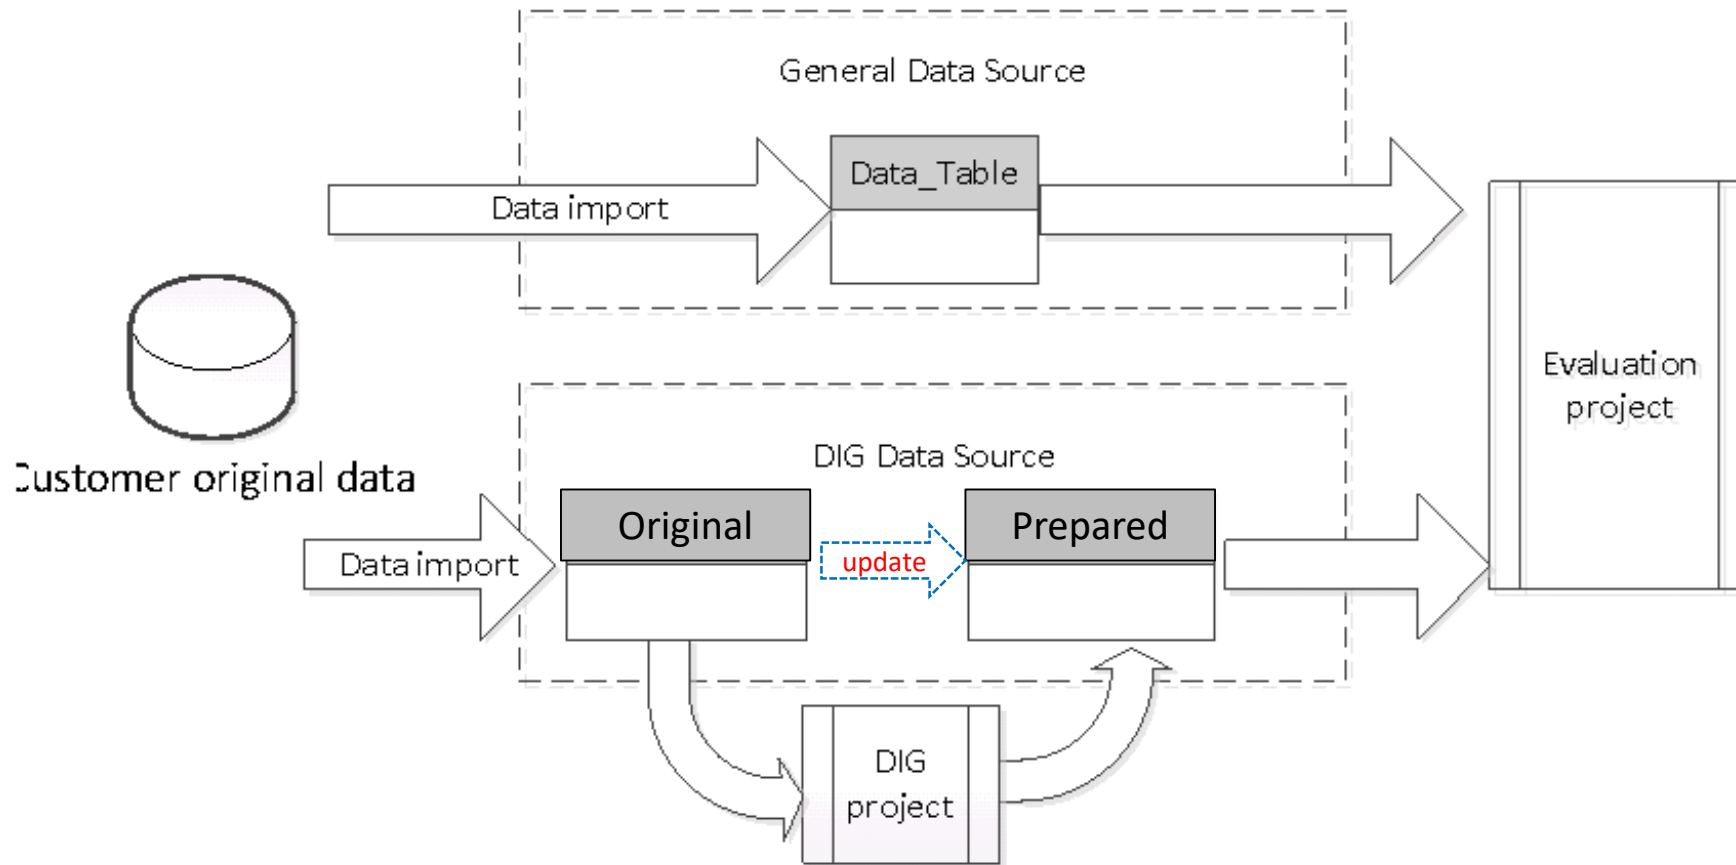 General Data Source
Data_Table
Data import
Customer original data
Evaluation
project
DIG Data Source
Original
Prepared
update
Data import
DIG
project